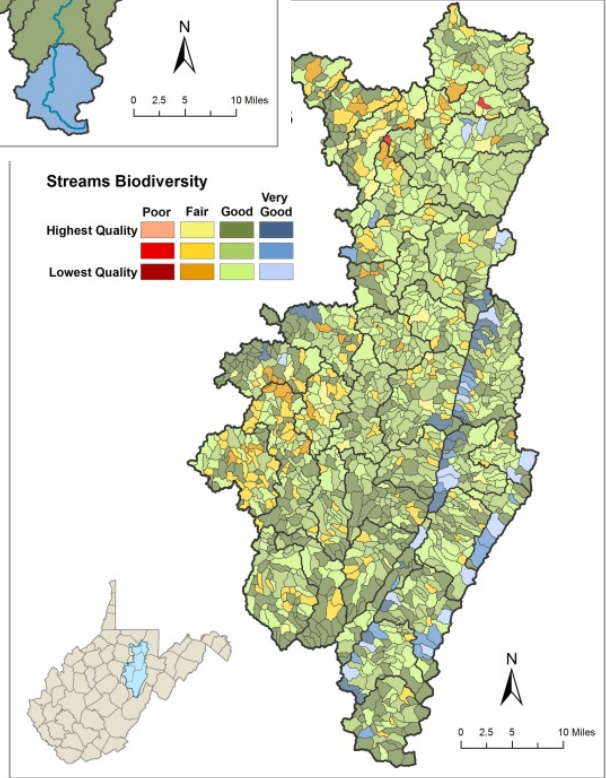 N
0 2.5 5 10 Miles
Streams Biodiversity
Poor Fair Good Very Good
Highest Quality
Lowest Quality
N
0 2.5 5 10 Miles